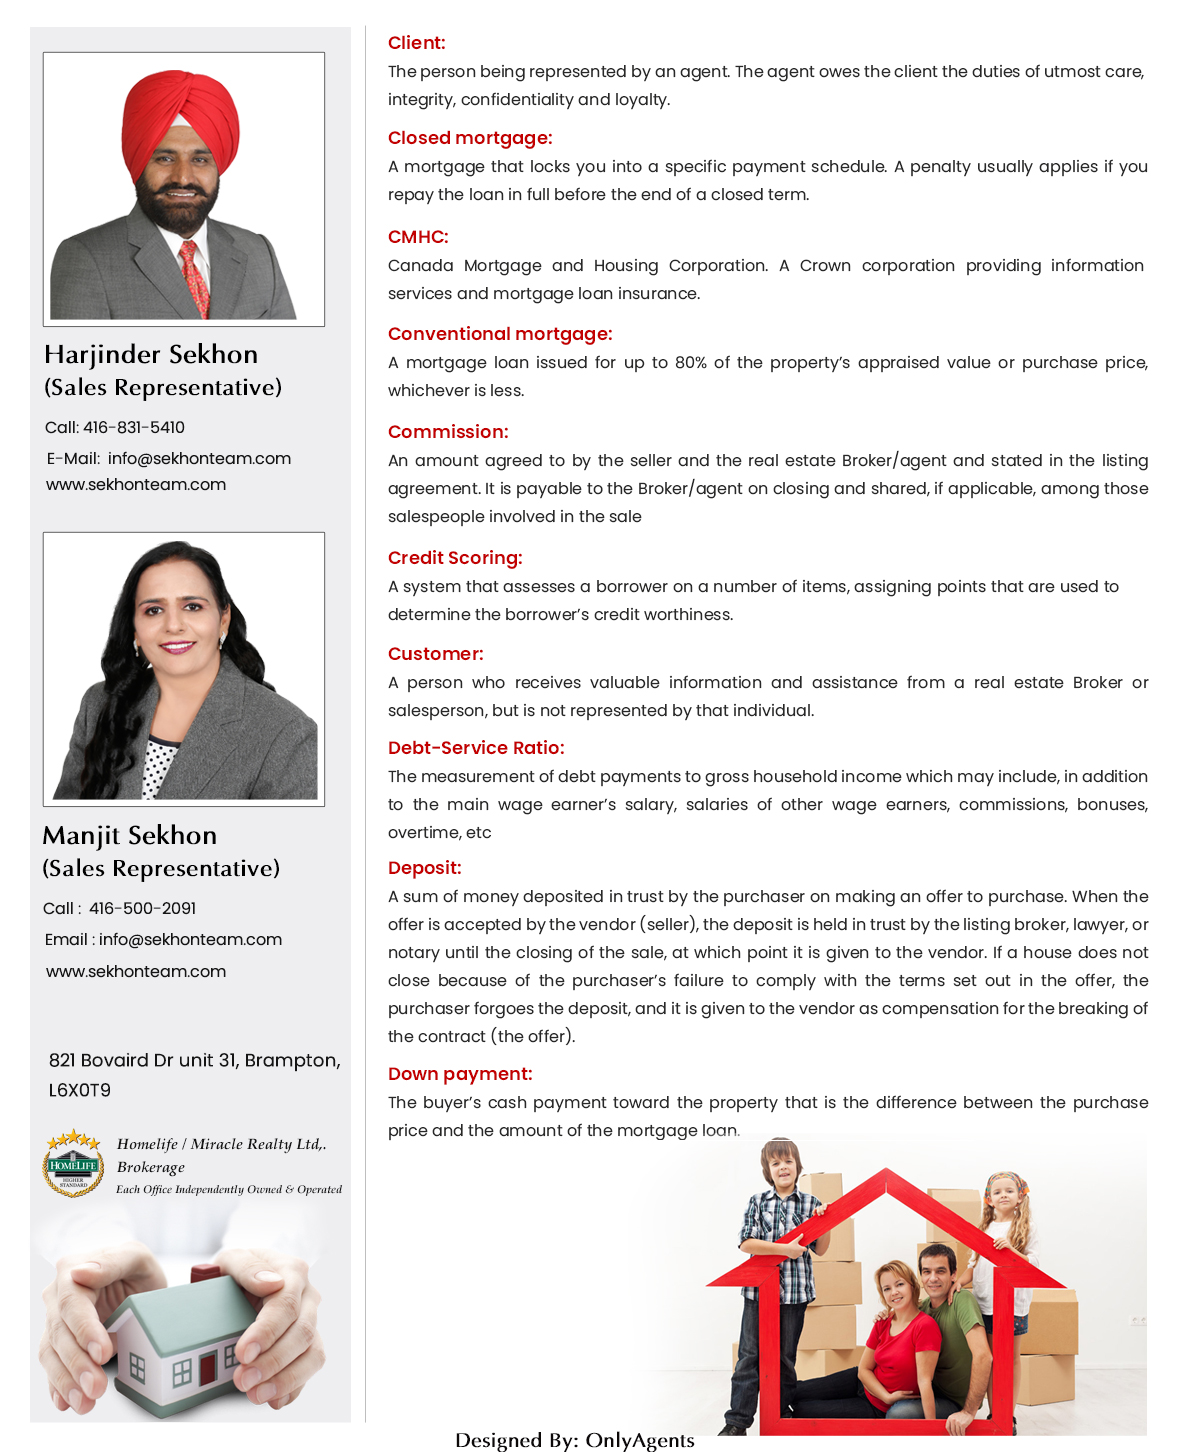 Harjinder Sekhon
(Sales Representative)
Call: 416-831-5410
E-Mail:  info@sekhonteam.com
www.sekhonteam.com
Manjit Sekhon
(Sales Representative)
Call :  416-500-2091
Email : info@sekhonteam.com
www.sekhonteam.com
821 Bovaird Dr unit 31, Brampton,
L6X0T9
HOMELIFE
HIGHER
STANDARD
Homelife / Miracle Realty Ltd,.
Brokerage
Each Office Independently Owned & Operated
Client:
The person being represented by an agent. The agent owes the client the duties of utmost care,
integrity, confidentiality and loyalty.
Closed mortgage:
A mortgage that locks you into a specific payment schedule. A penalty usually applies if you
repay the loan in full before the end of a closed term.
CMHC:
Canada Mortgage and Housing Corporation. A Crown corporation providing information
services and mortgage loan insurance.
Conventional mortgage:
A mortgage loan issued for up to 80% of the property’s appraised value or purchase price,
whichever is less.
Commission:
An amount agreed to by the seller and the real estate Broker/agent and stated in the listing
agreement. It is payable to the Broker/agent on closing and shared, if applicable, among those
salespeople involved in the sale
Credit Scoring:
A system that assesses a borrower on a number of items, assigning points that are used to
determine the borrower’s credit worthiness.
Customer:
A person who receives valuable information and assistance from a real estate Broker or
salesperson, but is not represented by that individual.
Debt-Service Ratio:
The measurement of debt payments to gross household income which may include, in addition
to the main wage earner’s salary, salaries of other wage earners, commissions, bonuses,
overtime, etc
Deposit:
A sum of money deposited in trust by the purchaser on making an offer to purchase. When the
offer is accepted by the vendor (seller), the deposit is held in trust by the listing broker, lawyer, or
notary until the closing of the sale, at which point it is given to the vendor. If a house does not
close because of the purchaser’s failure to comply with the terms set out in the offer, the
purchaser forgoes the deposit, and it is given to the vendor as compensation for the breaking of
the contract (the offer).
Down payment:
The buyer’s cash payment toward the property that is the difference between the purchase
price and the amount of the mortgage loan.
Designed By: OnlyAgents